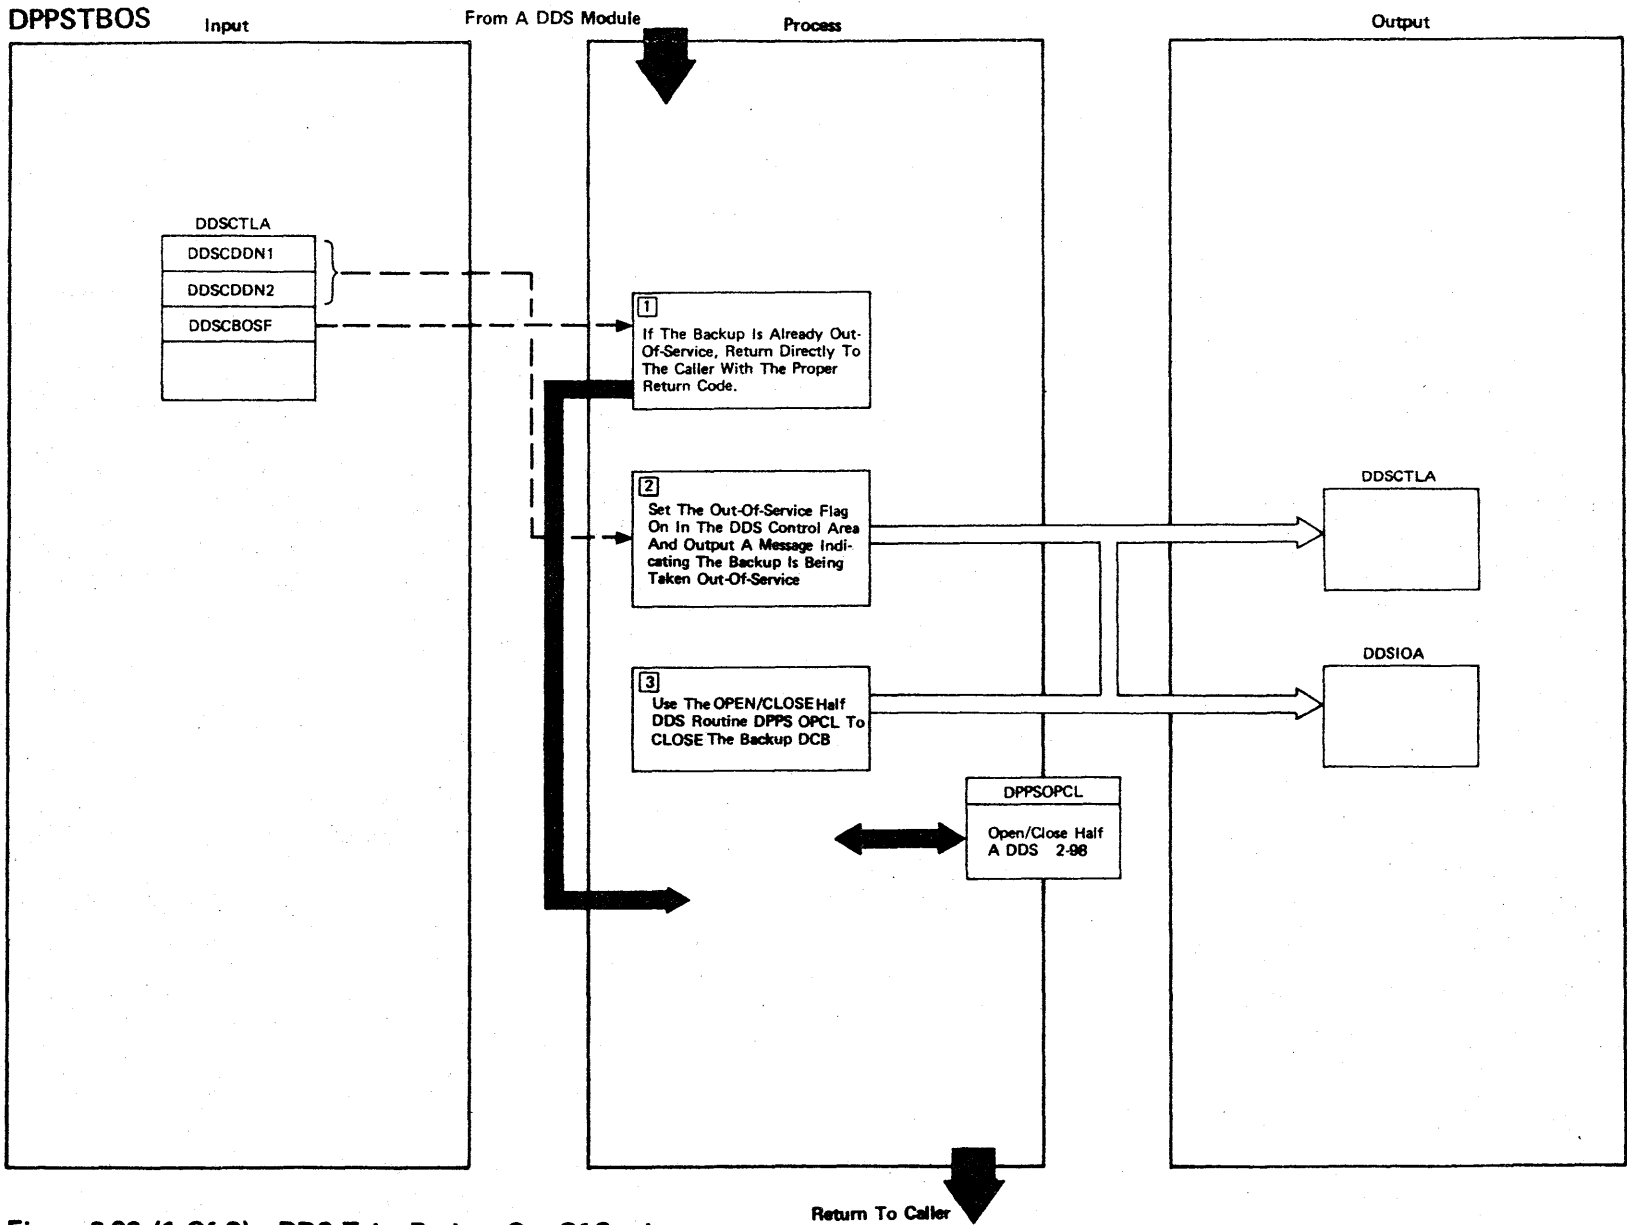 DPPSTBOS
Input
From A DDS Module
Process
Output
DDSCTLA
DDSCDDN1
DDSCDDN2
DDSCBOSF
1
If The Backup Is Already Out-
Of-Service, Return Directly To
The Caller With The Proper
Return Code.
2
Set The Out-Of-Service Flag
On In The DDS Control Area
And Output A Message Indi-
cating The Backup Is Being
Taken Out-Of-Service
DDSCTLA
3
Use The OPEN/CLOSE Half
DDS Routine DPPS OPCL To
CLOSE The Backup DCB
DDSIOA
DPPSOPCL
Open/Close Half
A DDS 2-98
Return To Caller